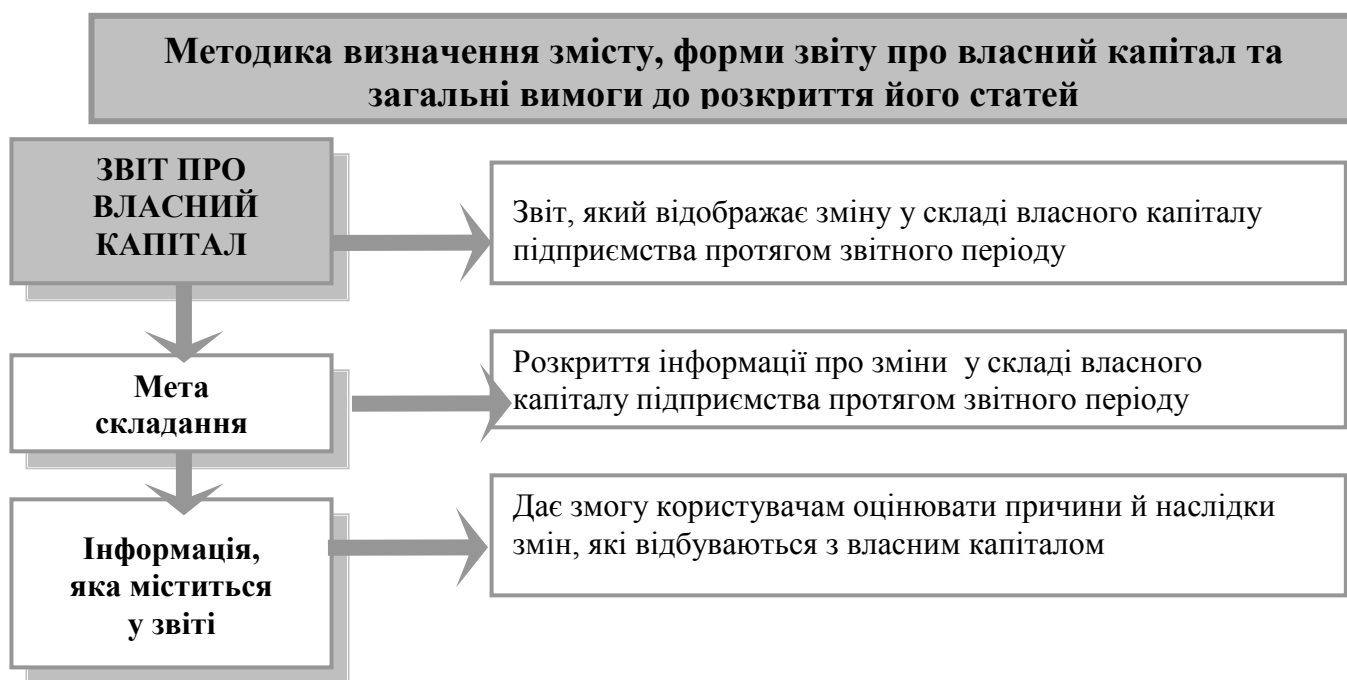 Методика визначення змісту, форми звіту про власний капітал та
загальні вимоги до розкриття його статей
ЗВІТ ПРО
ВЛАСНИЙ
КАПІТАЛ
Звіт, який відображає зміну у складі власного капіталу
підприємства протягом звітного періоду
Мета
складання
Розкриття інформації про зміни у складі власного
капіталу підприємства протягом звітного періоду
Інформація,
яка міститься
у звіті
Дає змогу користувачам оцінювати причини й наслідки
змін, які відбуваються з власним капіталом